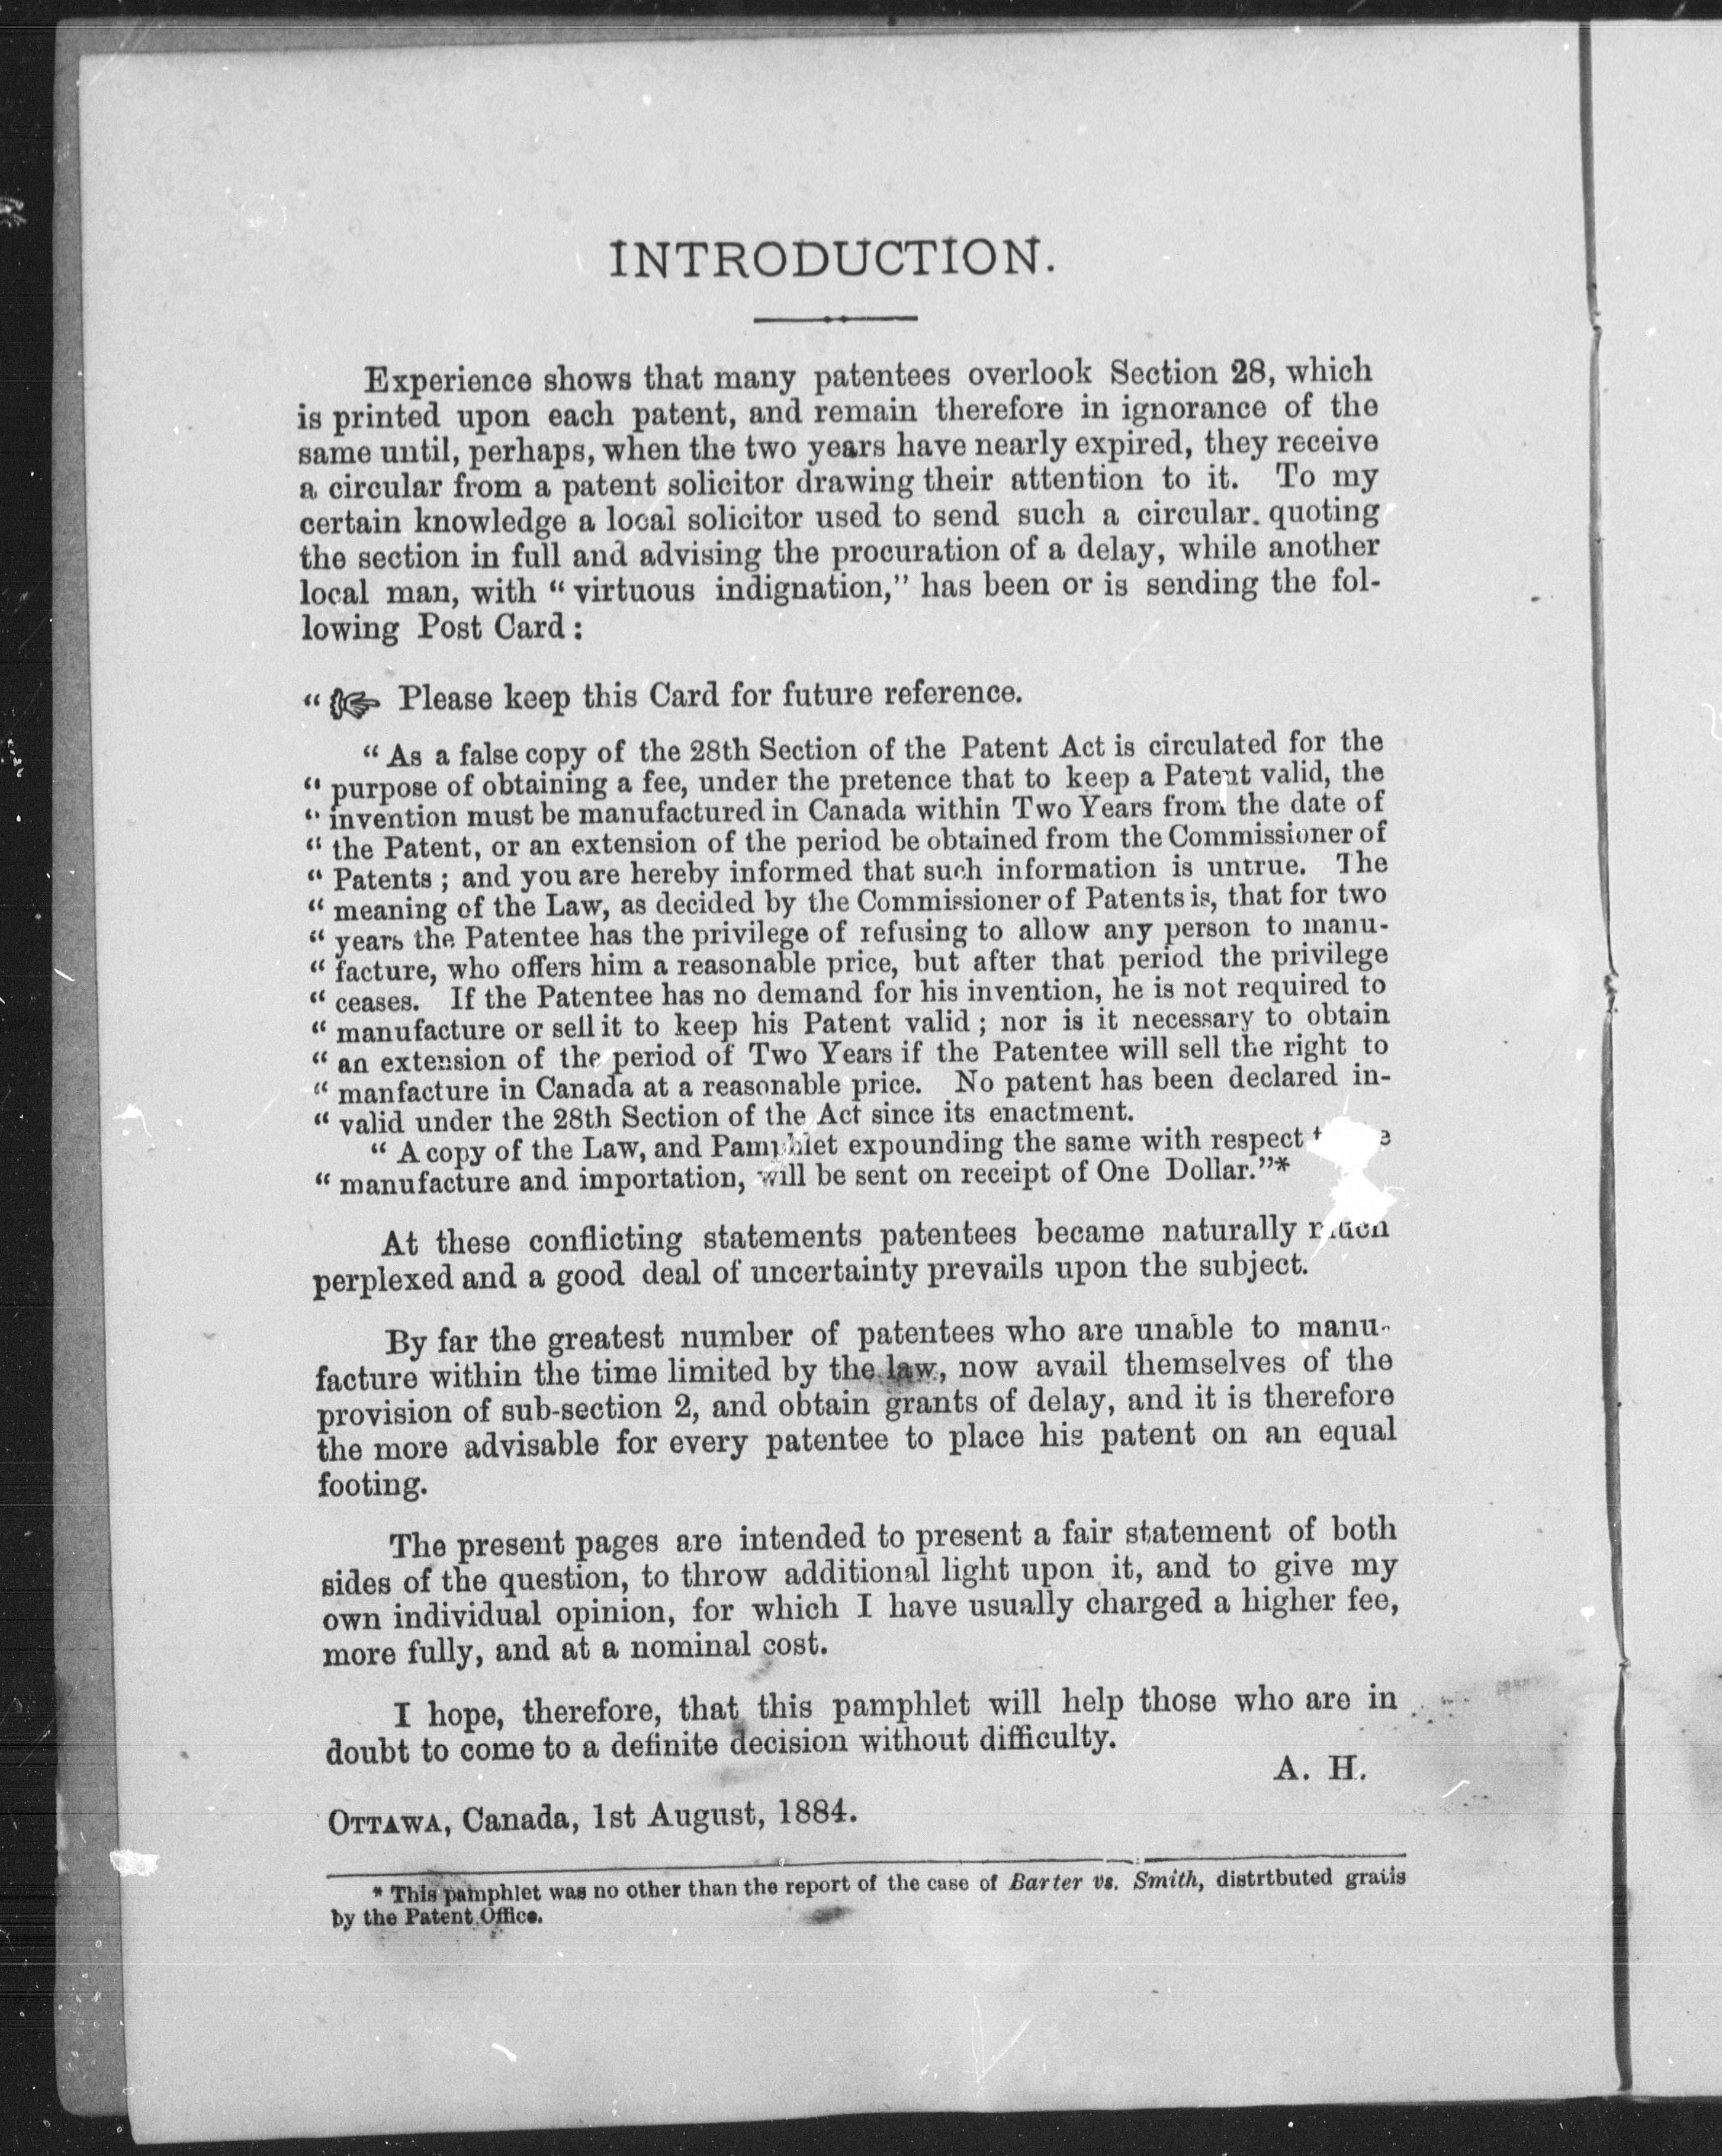 INTRODUCTION.
Experience shows that many patentees overlook Section 28, which
is printed upon each patent, and remain therefore in ignorance of the
same until, perhaps, when the two years have nearly expired, they receive
a circular from a patent solicitor drawing their attention to it. To my
certain knowledge a local solicitor used to send such a circular. quoting
the section in full and advising the procuration of a delay, while another
local man, with “ virtuous indignation,” has been or is sending the fol-
lowing Post Card :
“ ☞ Please keep this Card for future reference.
“ As a false copy of the 28th Section of the Patent Act is circulated for the
“ purpose of obtaining a fee, under the pretence that to keep a Patent valid, the
“ invention must be manufactured in Canada within Two Years from the date of
“ the Patent, or an extension of the period be obtained from the Commissioner of
“ Patents ; and you are hereby informed that such information is untrue. The
“ meaning of the Law, as decided by the Commissioner of Patents is, that for two
“ years the Patentee has the privilege of refusing to allow any person to manu-
“ facture, who offers him a reasonable price, but after that period the privilege
“ ceases. If the Patentee has no demand for his invention, he is not required to
“ manufacture or sell it to keep his Patent valid ; nor is it necessary to obtain
“ an extension of the period of Two Years if the Patentee will sell the right to
“ manfacture in Canada at a reasonable price. No patent has been declared in-
“ valid under the 28th Section of the Act since its enactment.
“ A copy of the Law, and Pamphlet expounding the same with respect
“ manufacture and importation, will be sent on receipt of One Dollar.”*
At these conflicting statements patentees became naturally much
perplexed and a good deal of uncertainty prevails upon the subject.
By far the greatest number of patentees who are unable to manu-
facture within the time limited by the law, now avail themselves of the
provision of sub-section 2, and obtain grants of delay, and it is therefore
the more advisable for every patentee to place his patent on an equal
footing.
The present pages are intended to present a fair statement of both
sides of the question, to throw additional light upon it, and to give my
own individual opinion, for which I have usually charged a higher fee,
more fully, and at a nominal cost.
I hope, therefore, that this pamphlet will help those who are in
doubt to come to a definite decision without difficulty.
A. H.
OTTAWA, Canada, 1st August, 1884.
* This pamphlet was no other than the report of the case of Barter vs. Smith, distrtbuted gratis
by the Patent Office.